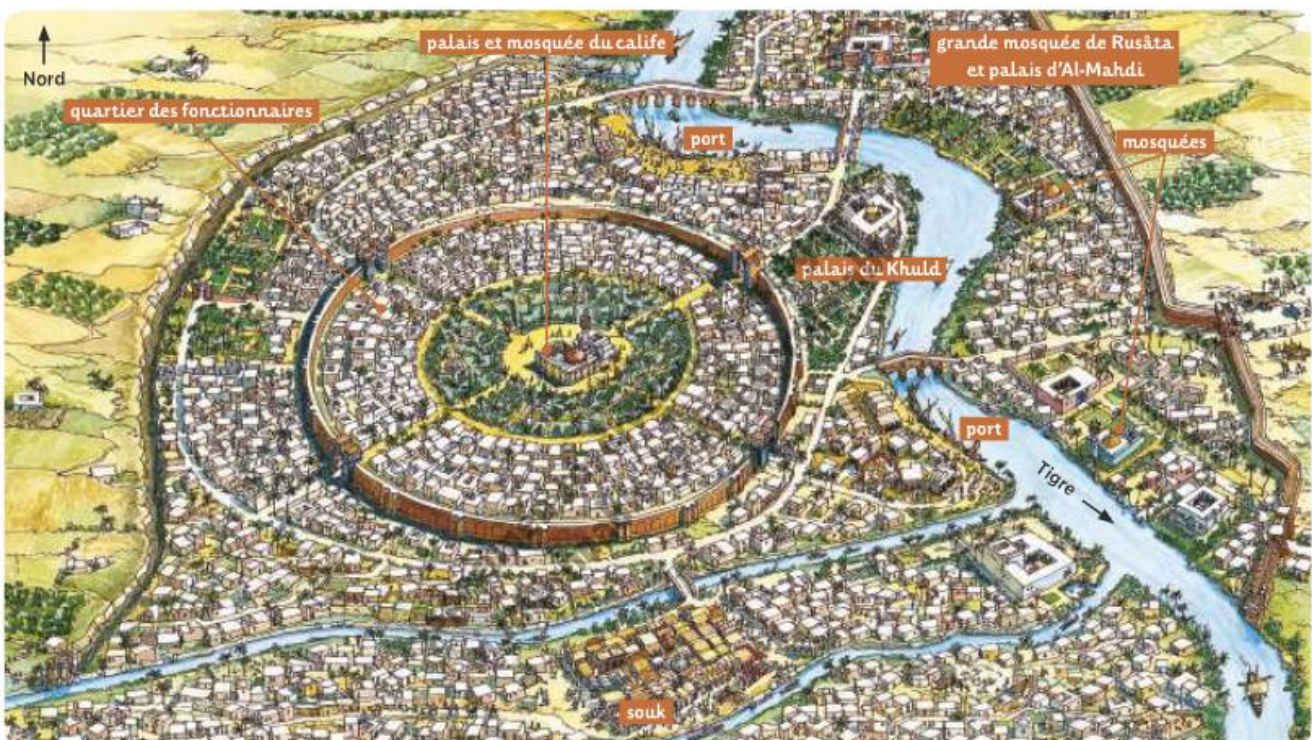 Nord
palais et mosquée du calife
grande mosquée de Rusâta
et palais d'Al-Mahdi
quartier des fonctionnaires
port
mosquées
palais du Khuld
port
Tigre
souk